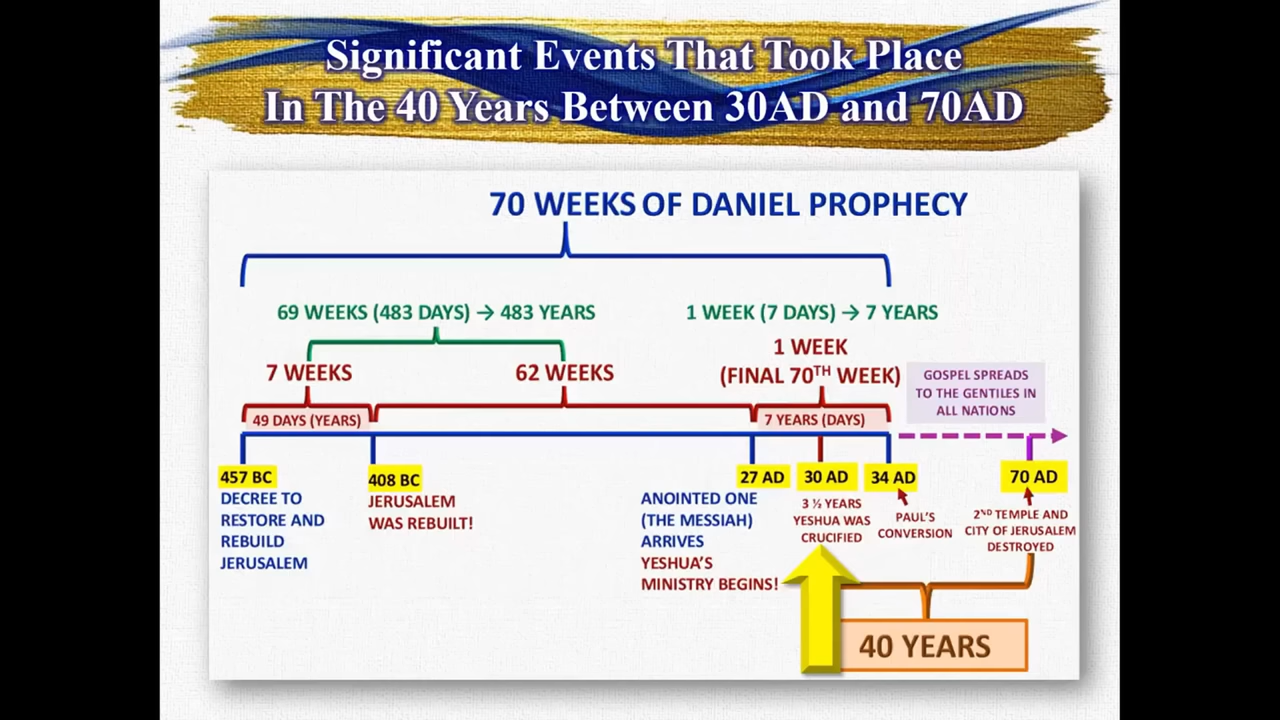 Significant Events That Took Place
In The 40 Years Between 30AD and 70AD
70 WEEKS OF DANIEL PROPHECY
69 WEEKS (483 DAYS) → 483 YEARS
1 WEEK (7 DAYS) → 7 YEARS
7 WEEKS
62 WEEKS
1 WEEK
(FINAL 70TH WEEK)
GOSPEL SPREADS
TO THE GENTILES IN
ALL NATIONS
49 DAYS (YEARS)
7 YEARS (DAYS)
457 BC
DECREE TO
RESTORE AND
REBUILD
JERUSALEM
408 BC
JERUSALEM
WAS REBUILT!
27 AD
ANOINTED ONE
(THE MESSIAH)
ARRIVES
YESHUA'S
MINISTRY BEGINS!
30 AD
3 ½ YEARS
YESHUA WAS
CRUCIFIED
34 AD
PAUL'S
CONVERSION
70 AD
2ND TEMPLE AND
CITY OF JERUSALEM
DESTROYED
40 YEARS